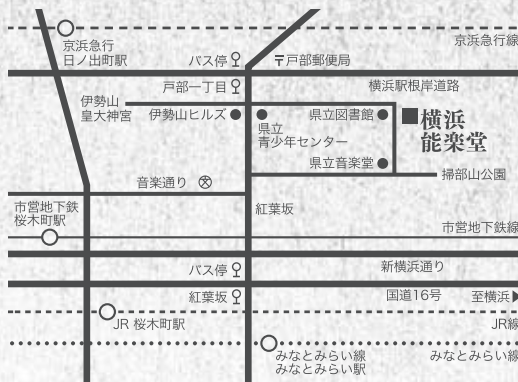 京浜急行
日ノ出町駅
京浜急行線
バス停
〒戸部郵便局
戸部一丁目
横浜駅根岸道路
伊勢山
皇大神宮
伊勢山ヒルズ
県立
青少年センター
県立図書館
横浜
能楽堂
県立音楽堂
掃部山公園
音楽通り
紅葉坂
市営地下鉄
桜木町駅
市営地下鉄線
バス停
紅葉坂
新横浜通り
国道16号
至横浜
JR 桜木町駅
JR線
みなとみらい線
みなとみらい駅
みなとみらい線